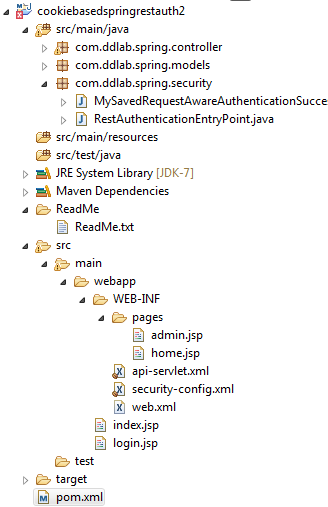 cookiebasedspringrestauth2
src/main/java
com.ddlab.spring.controller
com.ddlab.spring.models
com.ddlab.spring.security
MySavedRequestAwareAuthenticationSucce
RestAuthenticationEntryPoint.java
src/main/resources
src/test/java
JRE System Library [JDK-7]
Maven Dependencies
ReadMe
ReadMe.txt
src
main
webapp
WEB-INF
pages
admin.jsp
home.jsp
api-servlet.xml
security-config.xml
web.xml
index.jsp
login.jsp
test
target
pom.xml